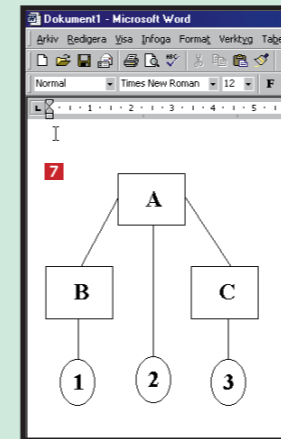 Dokument1 - Microsoft Word
Arkiv Redigera Visa Infoga Format Verktyg
Normal Times New Roman 12 F
L 1 2 3 4 5
7
A
B C
1 2 3